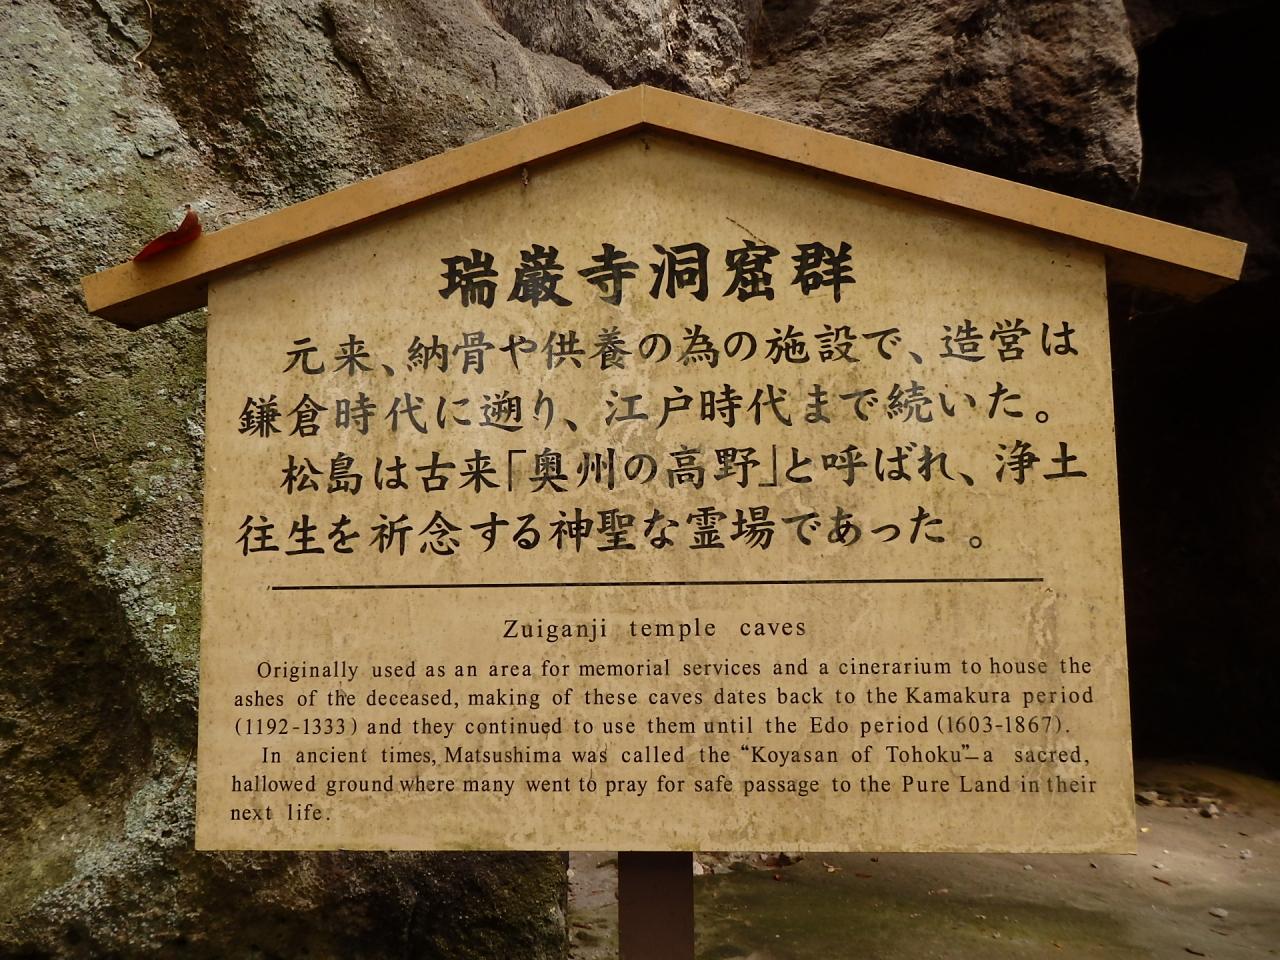 瑞巌寺洞窟群
元来、納骨や供養の為の施設で、造営は
鎌倉時代に遡り、江戸時代まで続いた。
松島は古来「奥州の高野」と呼ばれ、浄土
往生を祈念する神聖な霊場であった。
Zuiganji temple caves
Originally used as an area for memorial services and a cinerarium to house the
ashes of the deceased, making of these caves dates back to the Kamakura period
(1192-1333) and they continued to use them until the Edo period (1603-1867).
In ancient times, Matsushima was called the “Koyasan of Tohoku”–a sacred,
hallowed ground where many went to pray for safe passage to the Pure Land in their
next life.